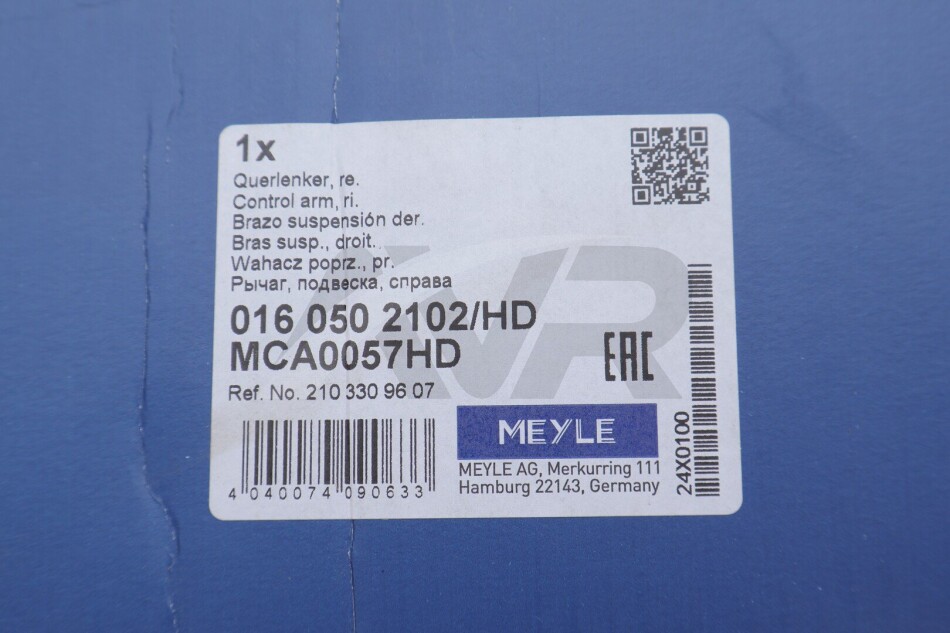 1x
Querlenker, re.
Control arm, ri.
Brazo suspensión der.
Bras susp., droit.
Wahacz poprz., pr.
Рычаг, подвеска, справа
016 050 2102/HD
MCA0057HD
Ref. No. 210 330 96 07
EAC
MEYLE
MEYLE AG, Merkurring 111
Hamburg 22143, Germany
4 040074 090633
24X0100